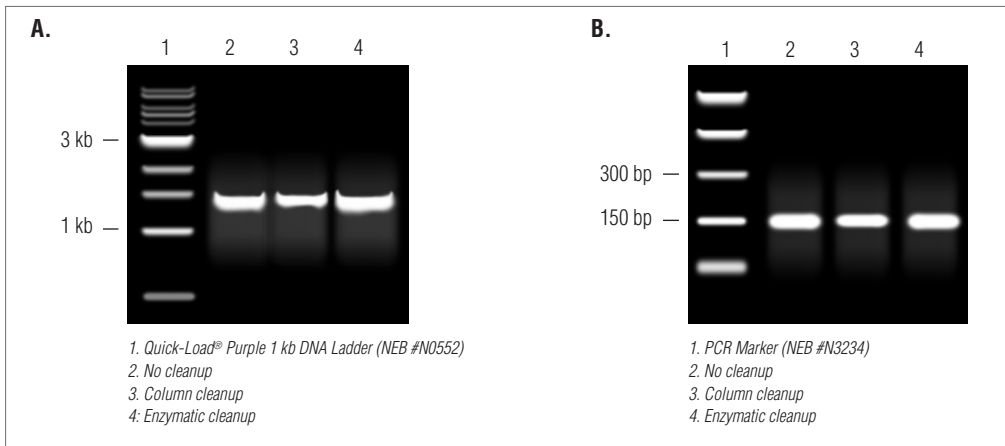 A.
1 2 3 4
3 kb —
1 kb —
1. Quick-Load® Purple 1 kb DNA Ladder (NEB #N0552)
2. No cleanup
3. Column cleanup
4: Enzymatic cleanup
B.
1 2 3 4
300 bp —
150 bp —
1. PCR Marker (NEB #N3234)
2. No cleanup
3. Column cleanup
4. Enzymatic cleanup